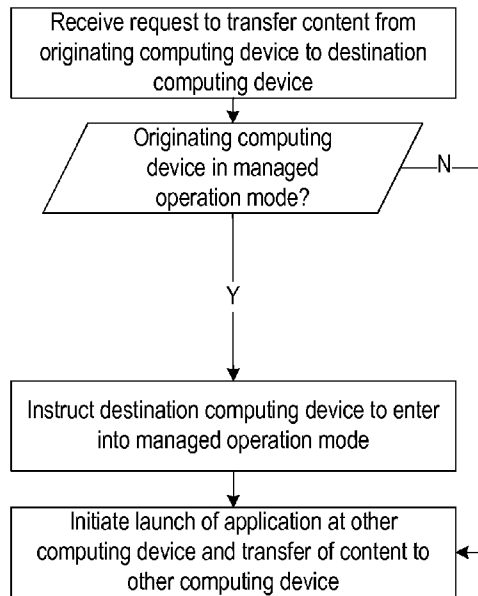 Receive request to transfer content from
originating computing device to destination
computing device
Originating computing
device in managed
operation mode?
N
Y
Instruct destination computing device to enter
into managed operation mode
Initiate launch of application at other
computing device and transfer of content to
other computing device